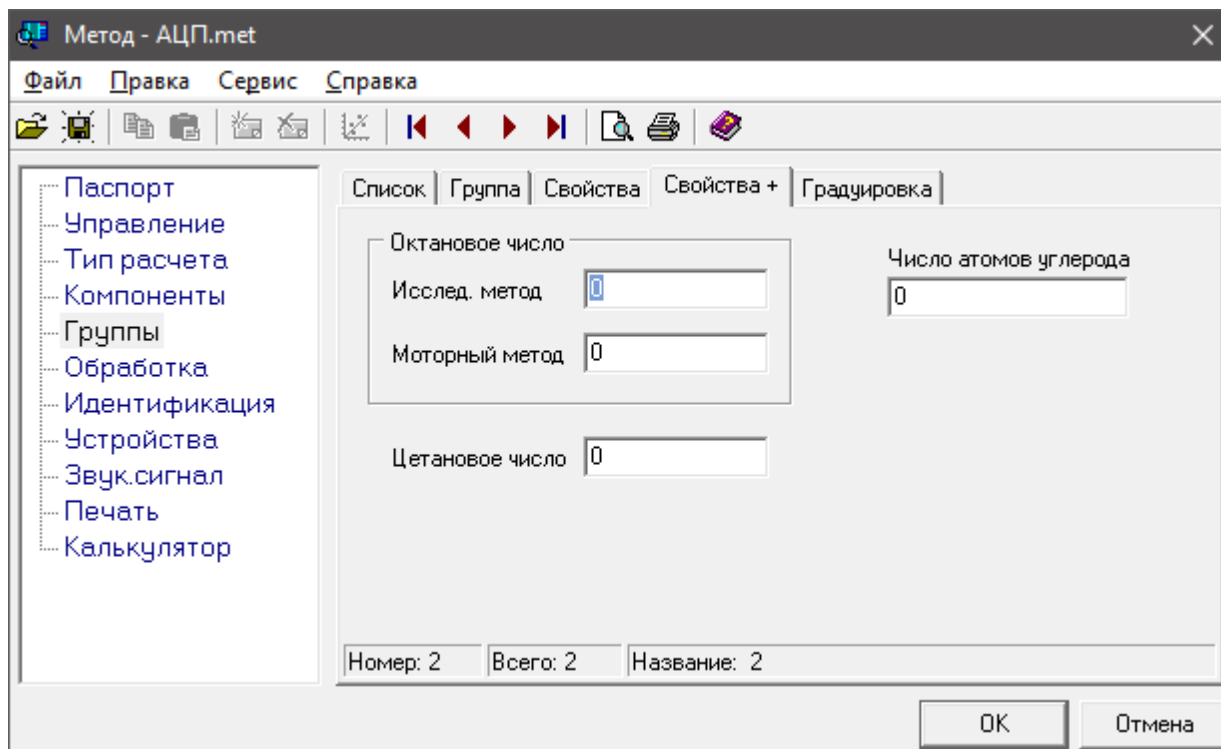 Метод - АЦП.met
Файл Правка Сервис Справка
Паспорт
Управление
Тип расчета
Компоненты
Группы
Обработка
Идентификация
Устройства
Звук.сигнал
Печать
Калькулятор
Список Группа Свойства Свойства + Градуировка
Октановое число
Исслед. метод 0
Моторный метод 0
Цетановое число 0
Число атомов углерода
0
Номер: 2 Всего: 2 Название: 2
OK Отмена